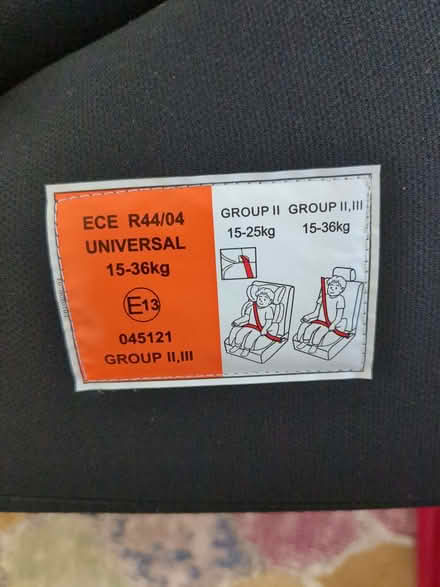 ECE R44/04
UNIVERSAL
15-36kg
E13
045121
GROUP II,III
GROUP II
15-25kg
GROUP II,III
15-36kg